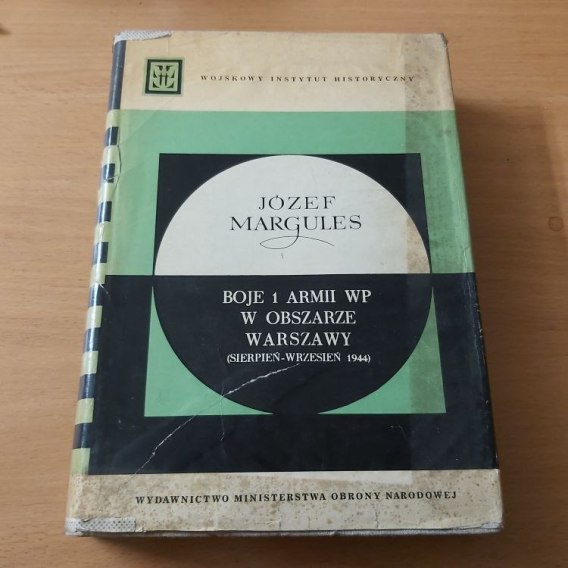 WOJSKOWY INSTYTUT HISTORYCZNY
JÓZEF
MARGULES
BOJE 1 ARMII WP
W OBSZARZE
WARSZAWY
(SIERPIEŃ-WRZESIEŃ 1944)
WYDAWNICTWO MINISTERSTWA OBRONY NARODOWEJ